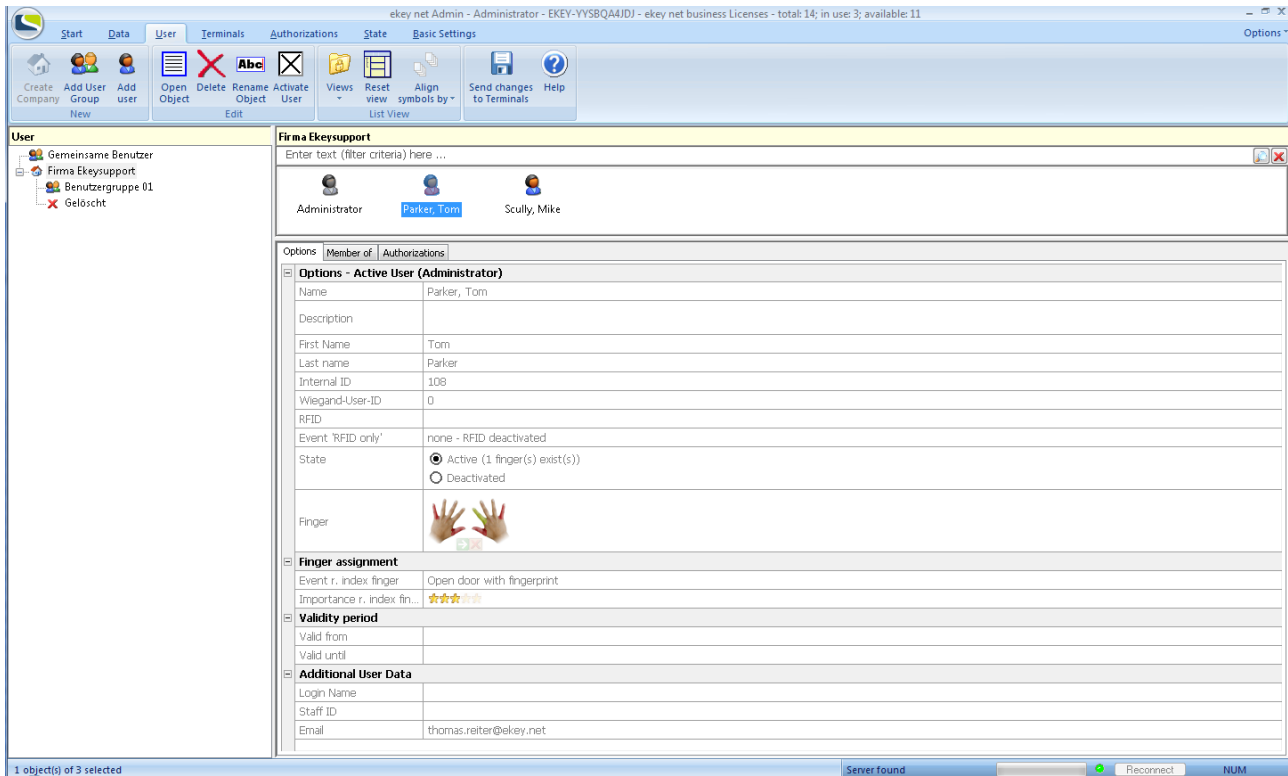 ekey net Admin - Administrator - EKEY-YYSBQA4JDJ - ekey net business Licenses - total: 14; in use: 3; available: 11
Start Data User Terminals Authorizations State Basic Settings Options
Create Company Add User Group Add user Open Object Delete Rename Object Activate User Views Reset view Align symbols by Send changes to Terminals Help
Abc
New Edit List View
User
Gemeinsame Benutzer
Firma Ekeysupport
Benutzergruppe 01
Gelöscht
Firma Ekeysupport
Enter text (filter criteria) here ...
Administrator Parker, Tom Scully, Mike
Options Member of Authorizations
Options - Active User (Administrator)
Name Parker, Tom
Description
First Name Tom
Last name Parker
Internal ID 108
Wiegand-User-ID 0
RFID
Event 'RFID only' none - RFID deactivated
State Active (1 finger(s) exist(s))
Deactivated
Finger
Finger assignment
Event r. index finger Open door with fingerprint
Importance r. index fin...
Validity period
Valid from
Valid until
Additional User Data
Login Name
Staff ID
Email thomas.reiter@ekey.net
1 object(s) of 3 selected Server found Reconnect NUM